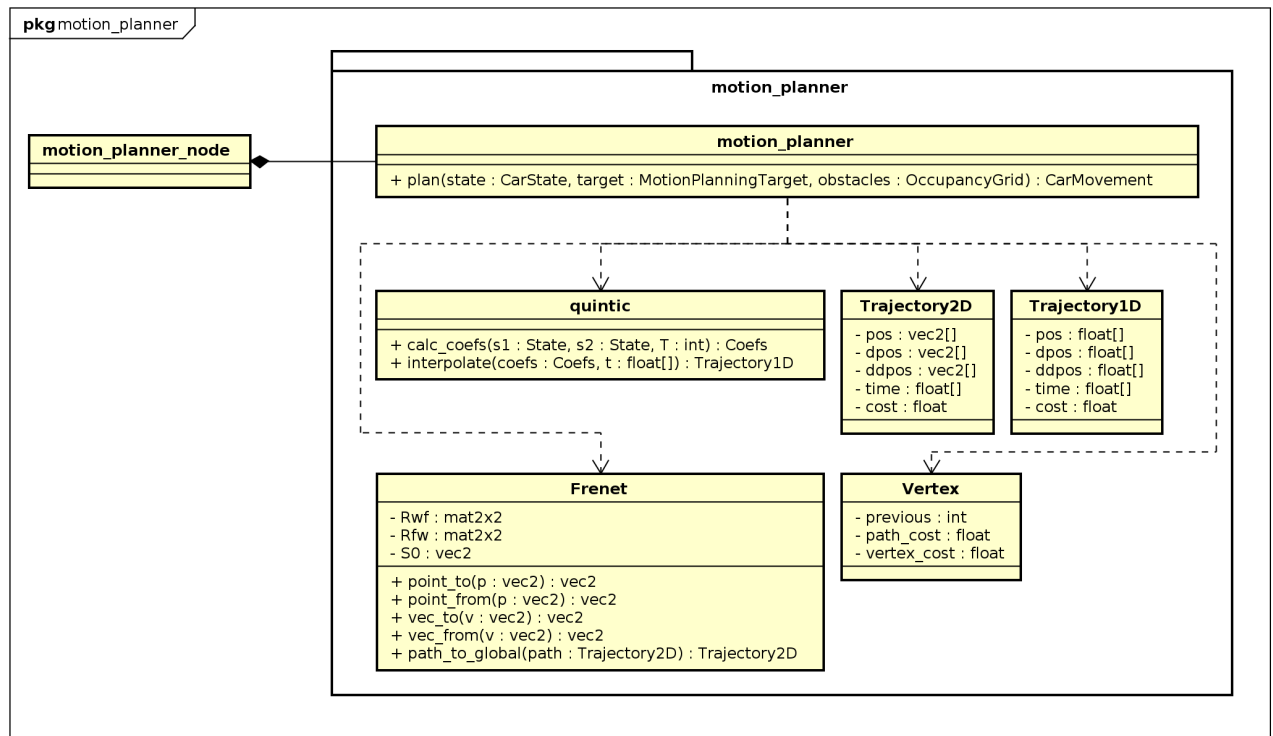 pkg motion_planner
motion_planner
motion_planner_node
motion_planner
+ plan(state : CarState, target : MotionPlanningTarget, obstacles : OccupancyGrid) : CarMovement
quintic
+ calc_coefs(s1 : State, s2 : State, T : int) : Coefs
+ interpolate(coefs : Coefs, t : float[]) : Trajectory1D
Trajectory2D
- pos : vec2[]
- dpos : vec2[]
- ddpos : vec2[]
- time : float[]
- cost : float
Trajectory1D
- pos : float[]
- dpos : float[]
- ddpos : float[]
- time : float[]
- cost : float
Frenet
- Rwf : mat2x2
- Rfw : mat2x2
- S0 : vec2
+ point_to(p : vec2) : vec2
+ point_from(p : vec2) : vec2
+ vec_to(v : vec2) : vec2
+ vec_from(v : vec2) : vec2
+ path_to_global(path : Trajectory2D) : Trajectory2D
Vertex
- previous : int
- path_cost : float
- vertex_cost : float